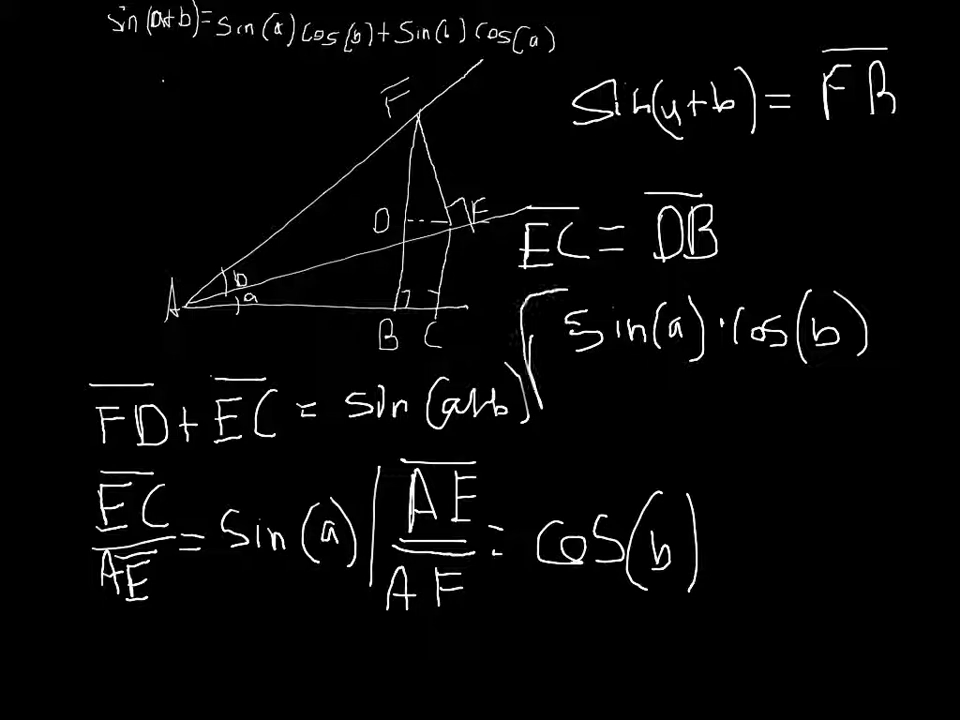 sin(a+b)=sin(a)cos(b)+sin(b)cos(a)
F
sin(a+b)=FB
D
E
EC=DB
b
a
A
B
C
sin(a)·cos(b)
FD+EC=sin(a+b)
EC/AE=sin(a)|AE/AF=cos(b)